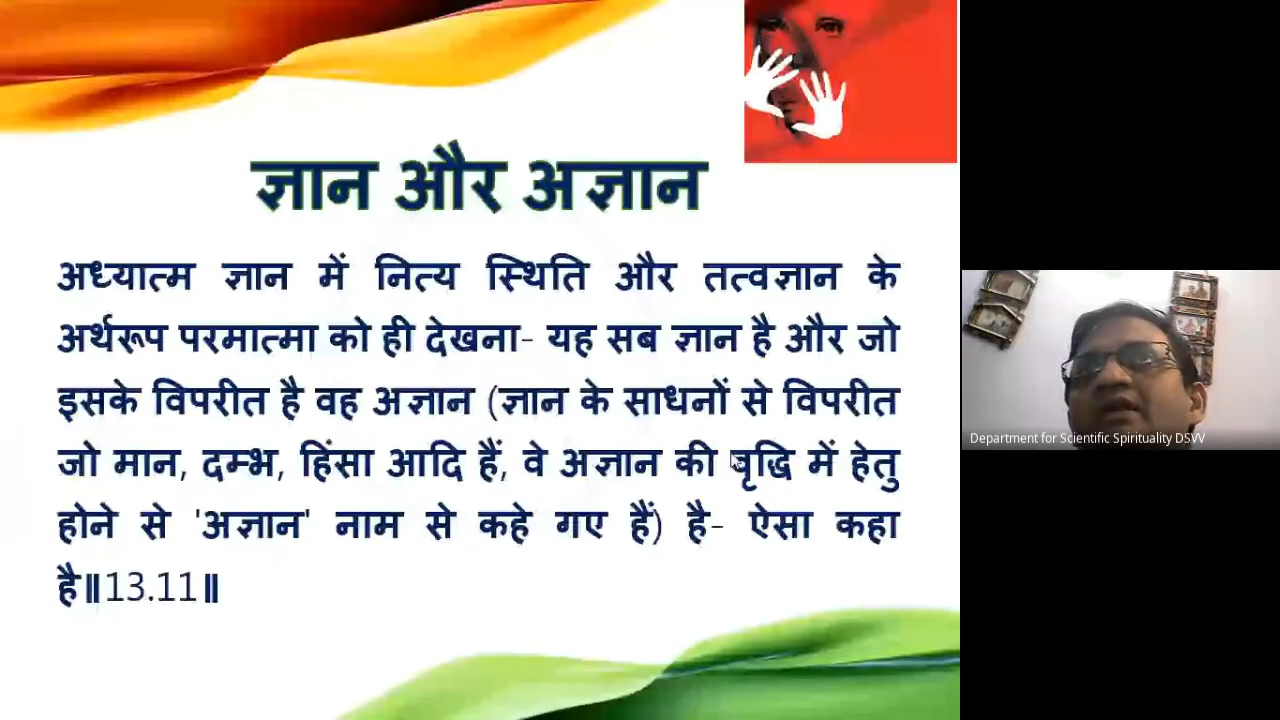 ज्ञान और अज्ञान
अध्यात्म ज्ञान में नित्य स्थिति और तत्वज्ञान के
अर्थरूप परमात्मा को ही देखना- यह सब ज्ञान है और जो
इसके विपरीत है वह अज्ञान (ज्ञान के साधनों से विपरीत
जो मान, दम्भ, हिंसा आदि हैं, वे अज्ञान की वृद्धि में हेतु
होने से 'अज्ञान' नाम से कहे गए हैं) है- ऐसा कहा
है॥13.11॥
Department for Scientific Spirituality DSVV